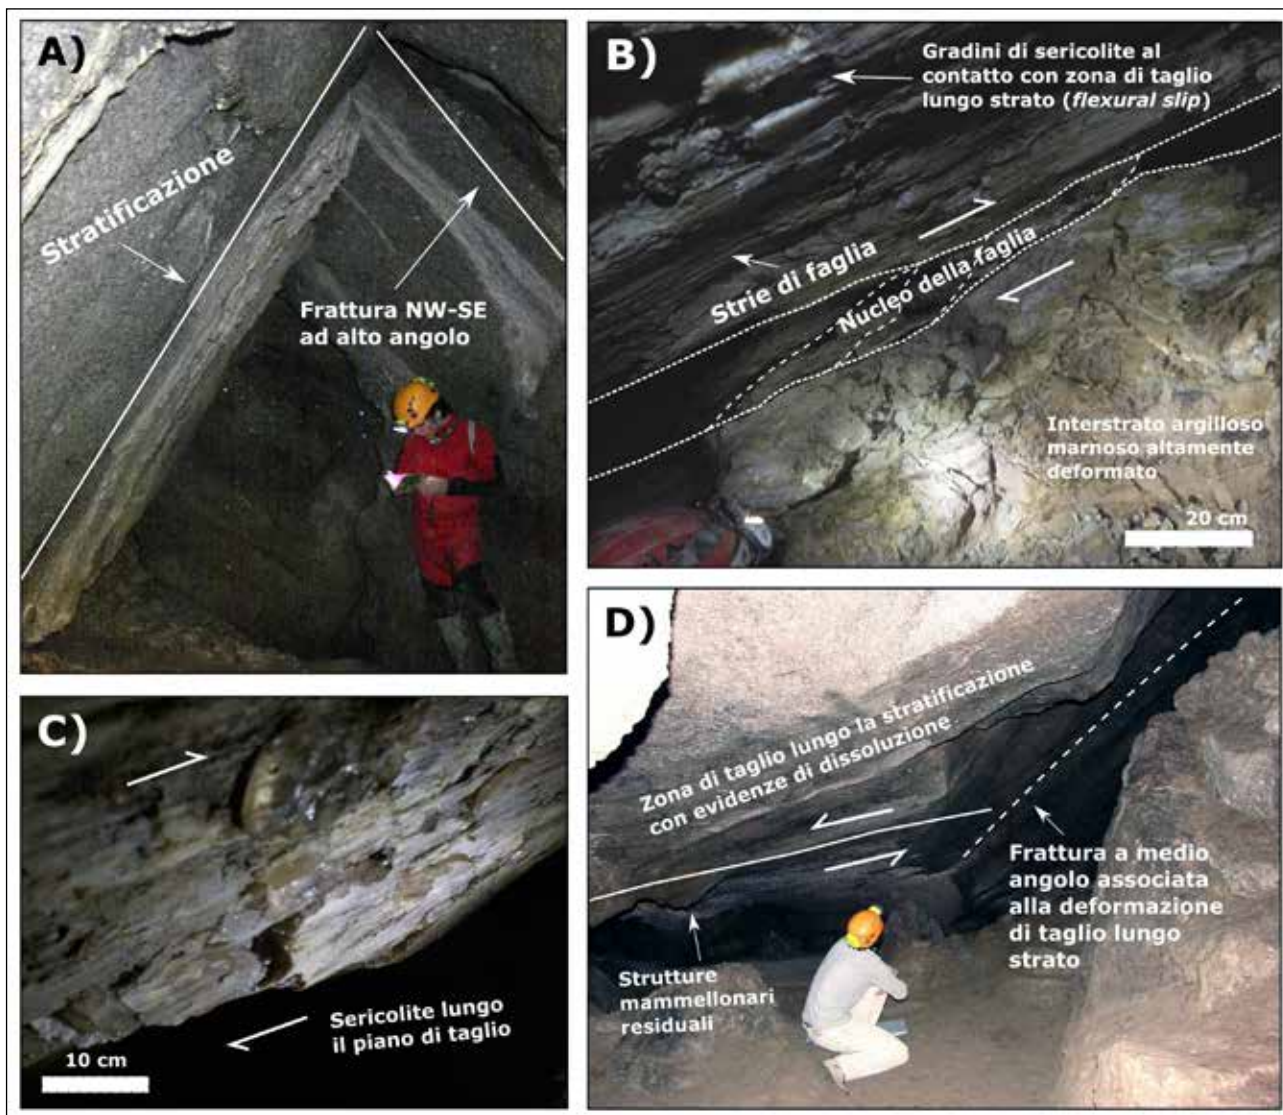 A)
Stratificazione
Frattura NW-SE
ad alto angolo
B)
Gradini di sericolite al
contatto con zona di taglio
lungo strato (flexural slip)
Strie di faglia
Nucleo della faglia
Interstrato argilloso
marnoso altamente
deformato
20 cm
C)
Sericolite lungo
il piano di taglio
10 cm
D)
Zona di taglio lungo la stratificazione
con evidenze di dissoluzione
Frattura a medio
angolo associata
alla deformazione
di taglio lungo
strato
Strutture
mammellonari
residuali